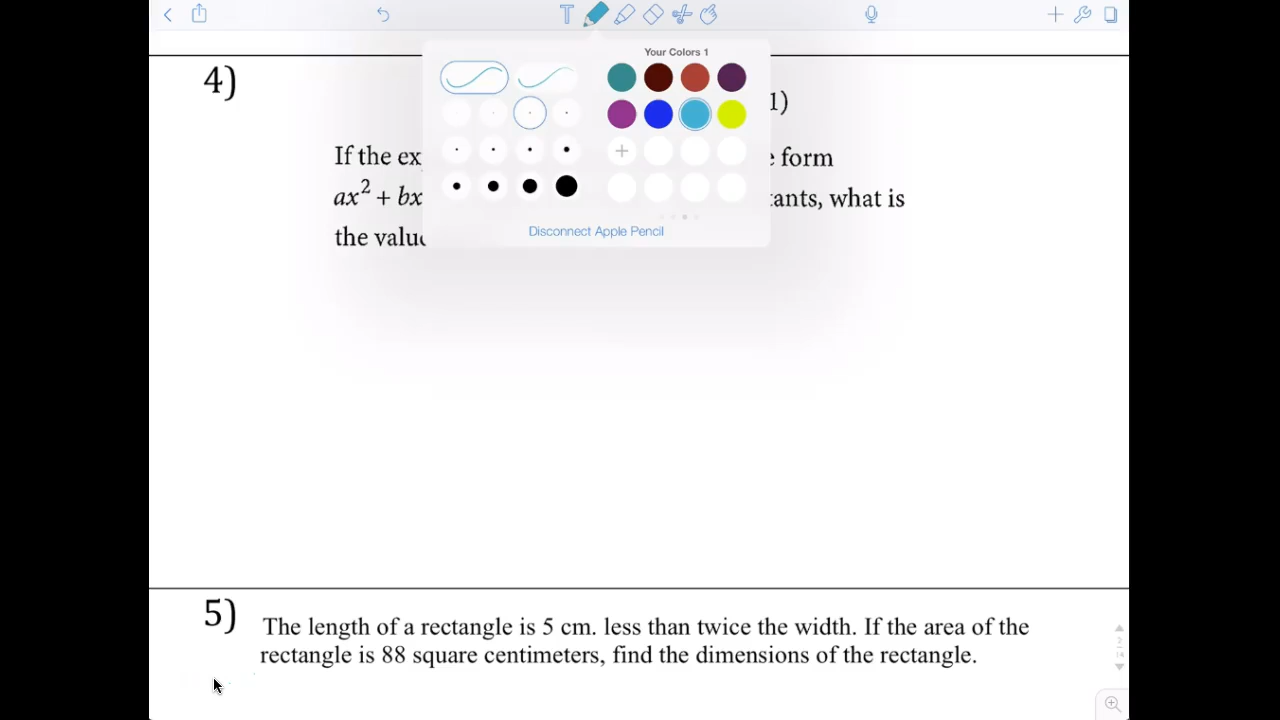 T
Your Colors 1
4)
1)
If the ex
form
ax² + bx
what is
the
Disconnect Apple Pencil
5)
The length of a rectangle is 5 cm. less than twice the width. If the area of the
rectangle is 88 square centimeters, find the dimensions of the rectangle.
2